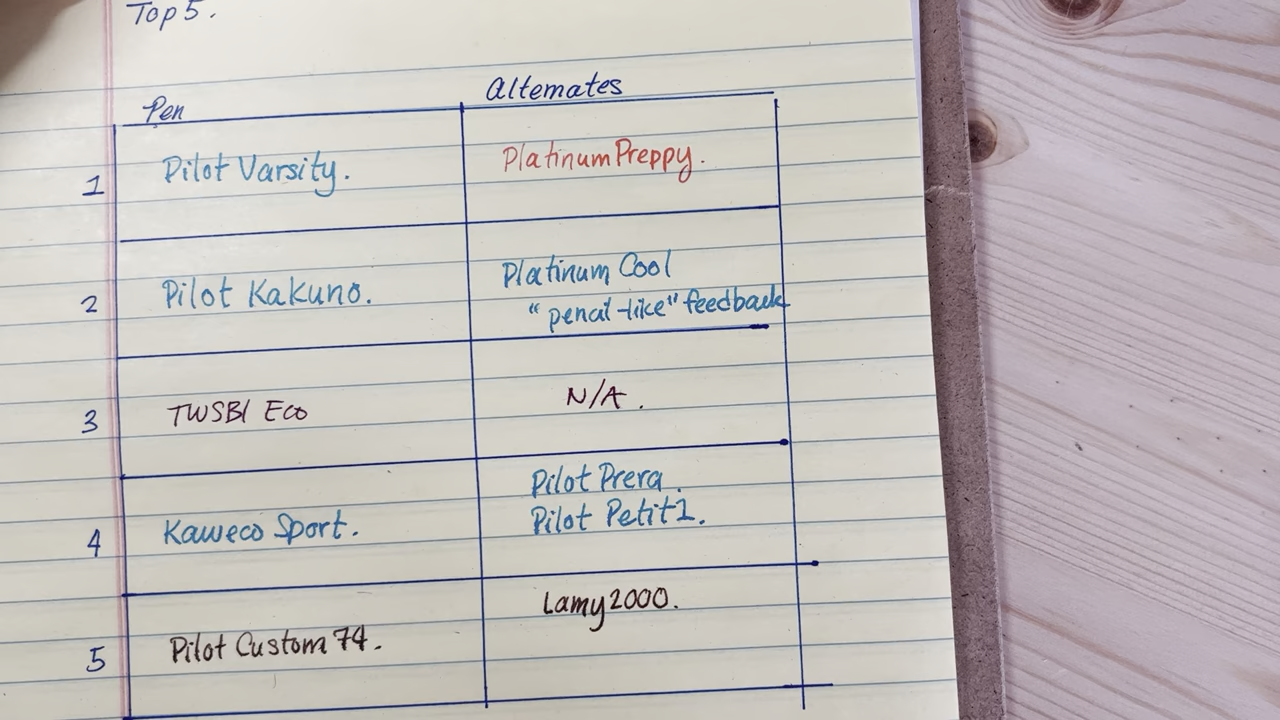 Top 5.
Pen
Alternates
1
Pilot Varsity.
Platinum Preppy.
2
Pilot Kakuno.
Platinum Cool
"pencil-like" feedback
3
TWSBI Eco
N/A.
4
Kaweco Sport.
Pilot Prera.
Pilot Petit1.
5
Pilot Custom 74.
Lamy 2000.